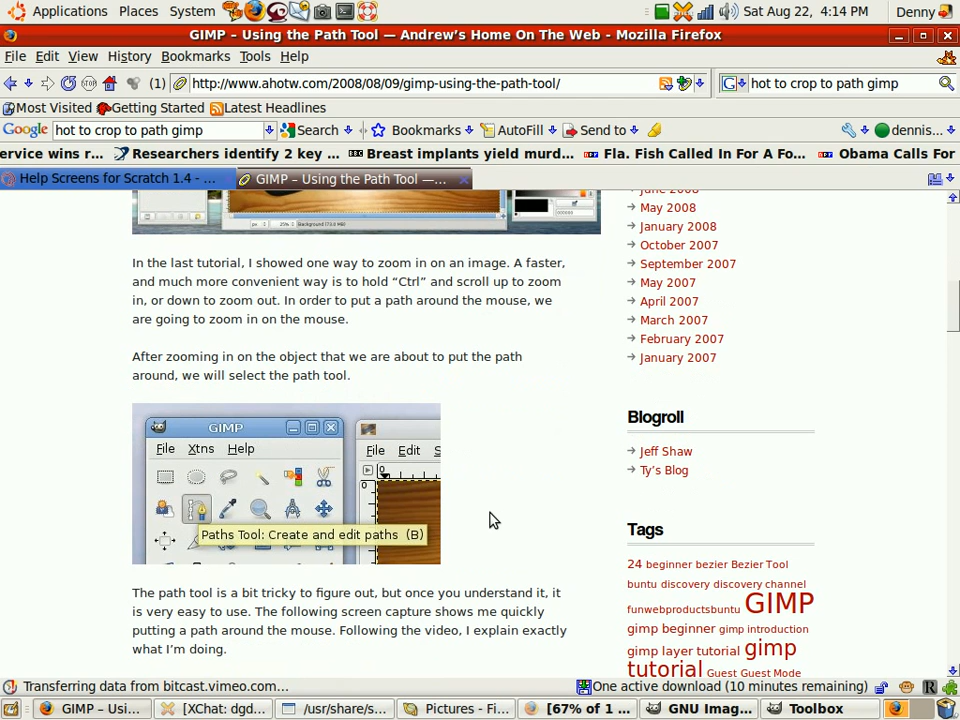 Applications Places System Sat Aug 22, 4:14 PM Denny
GIMP – Using the Path Tool — Andrew's Home On The Web - Mozilla Firefox
File Edit View History Bookmarks Tools Help
(1) http://www.ahotw.com/2008/08/09/gimp-using-the-path-tool/ G hot to crop to path gimp
Most Visited Getting Started Latest Headlines
Google hot to crop to path gimp Search Bookmarks AutoFill Send to dennis...
ervice wins r... Researchers identify 2 key ... Breast implants yield murd... Fla. Fish Called In For A Fo... Obama Calls For
Help Screens for Scratch 1.4 - ... GIMP – Using the Path Tool —...
June 2008
May 2008
January 2008
October 2007
September 2007
May 2007
April 2007
March 2007
February 2007
January 2007
In the last tutorial, I showed one way to zoom in on an image. A faster,
and much more convenient way is to hold “Ctrl” and scroll up to zoom
in, or down to zoom out. In order to put a path around the mouse, we
are going to zoom in on the mouse.
After zooming in on the object that we are about to put the path
around, we will select the path tool.
GIMP
File Xtns Help
File Edit S
0
0
Paths Tool: Create and edit paths (B)
The path tool is a bit tricky to figure out, but once you understand it, it
is very easy to use. The following screen capture shows me quickly
putting a path around the mouse. Following the video, I explain exactly
what I'm doing.
Blogroll
Jeff Shaw
Ty's Blog
Tags
24 beginner bezier Bezier Tool
buntu discovery discovery channel
funwebproductsbuntu GIMP
gimp beginner gimp introduction
gimp layer tutorial gimp
tutorial Guest Guest Mode
Transferring data from bitcast.vimeo.com... One active download (10 minutes remaining)
GIMP – Usi... [XChat: dgd... /usr/share/s... Pictures - Fi... [67% of 1 ... GNU Imag... Toolbox